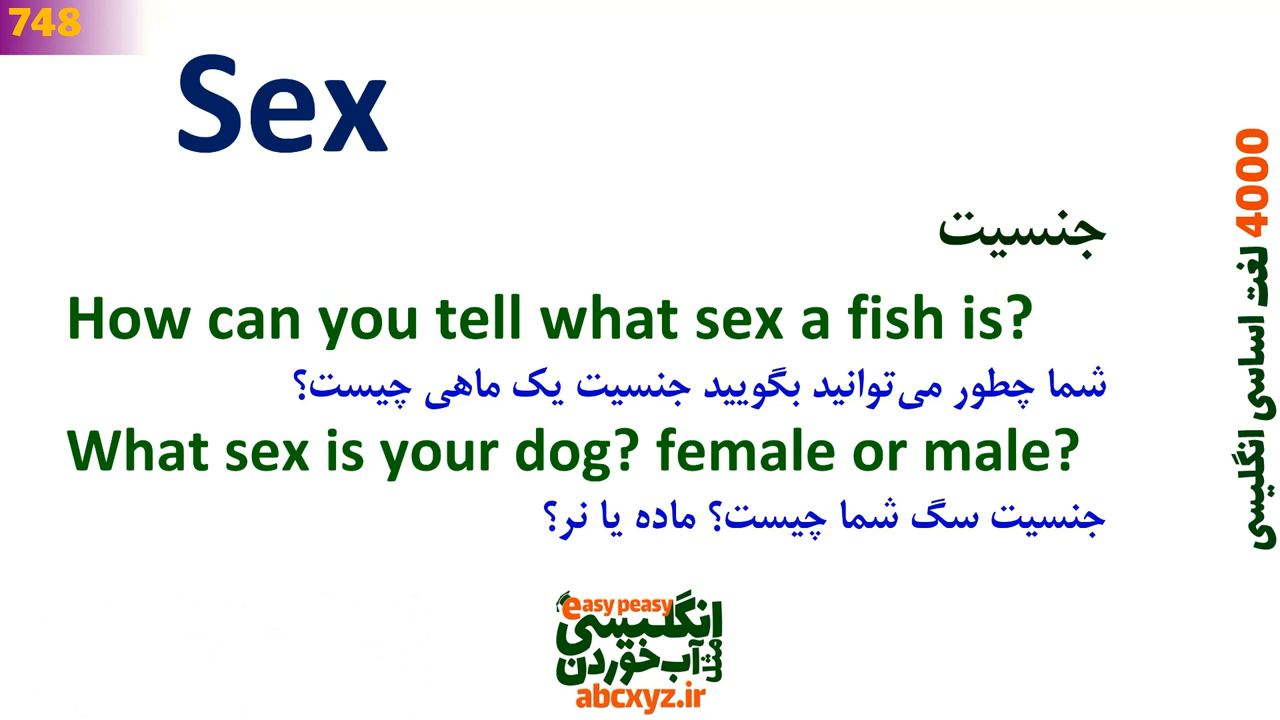 748
Sex
جنسیت
How can you tell what sex a fish is?
شما چطور می‌توانید بگویید جنسیت یک ماهی چیست؟
What sex is your dog? female or male?
جنسیت سگ شما چیست؟ ماده یا نر؟
4000 لغت اساسی انگلیسی
easy peasy
انگلیسی
مثل آب خوردن
abcxyz.ir